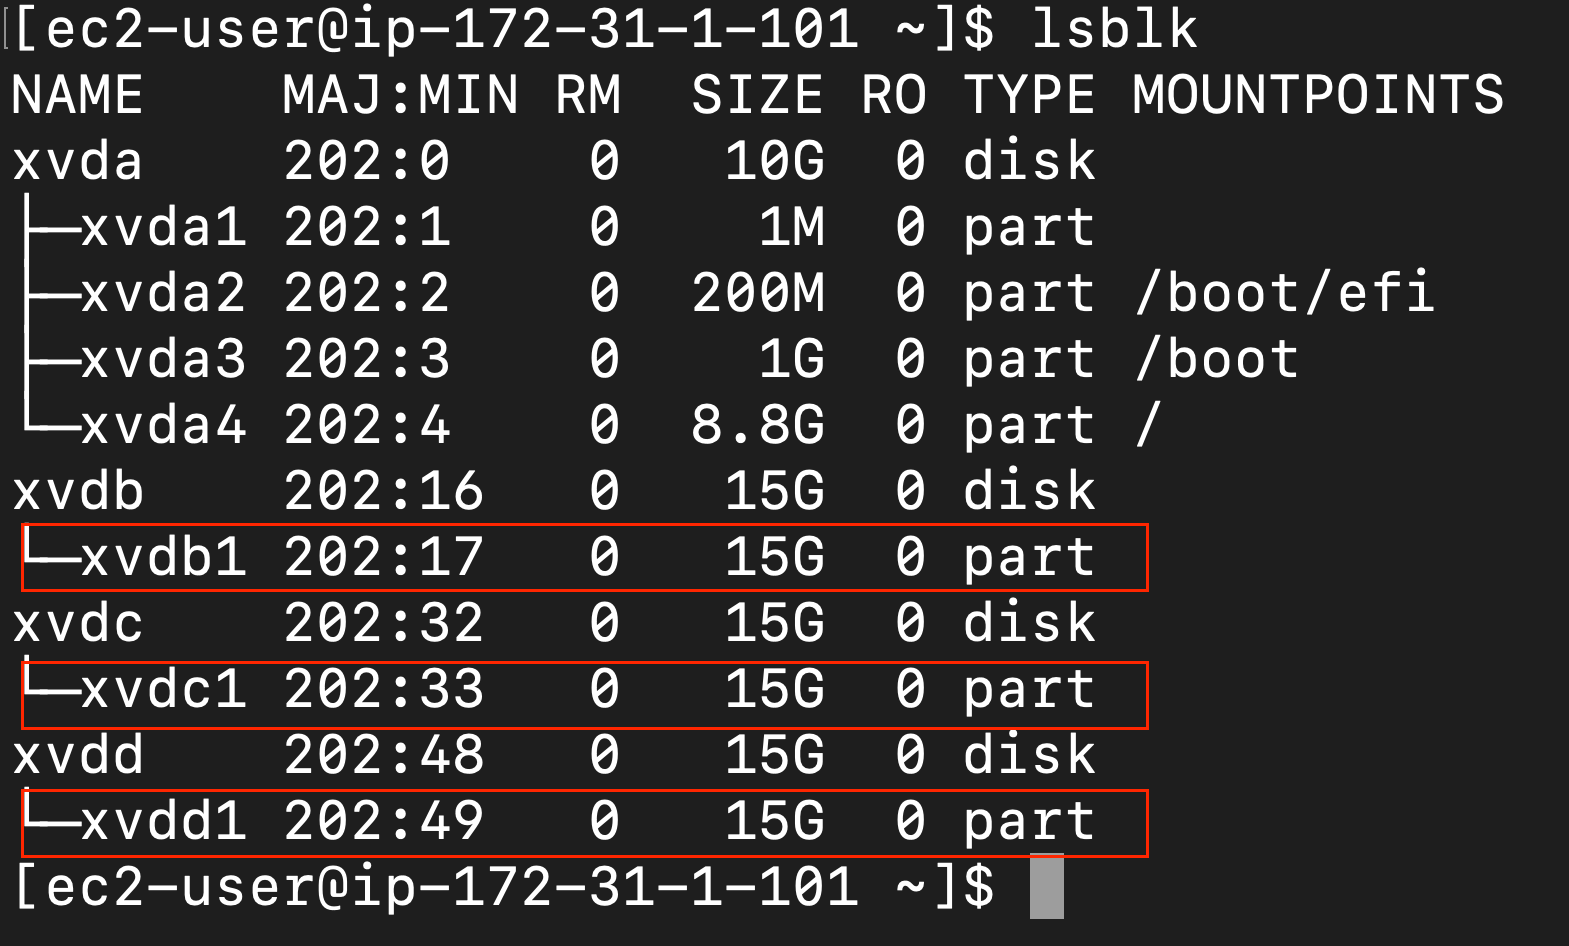 [ec2-user@ip-172-31-1-101 ~]$ lsblk
NAME    MAJ:MIN RM  SIZE RO TYPE MOUNTPOINTS
xvda    202:0    0   10G  0 disk
├─xvda1 202:1    0    1M  0 part
├─xvda2 202:2    0  200M  0 part /boot/efi
├─xvda3 202:3    0    1G  0 part /boot
└─xvda4 202:4    0  8.8G  0 part /
xvdb    202:16   0   15G  0 disk
└─xvdb1 202:17   0   15G  0 part
xvdc    202:32   0   15G  0 disk
└─xvdc1 202:33   0   15G  0 part
xvdd    202:48   0   15G  0 disk
└─xvdd1 202:49   0   15G  0 part
[ec2-user@ip-172-31-1-101 ~]$